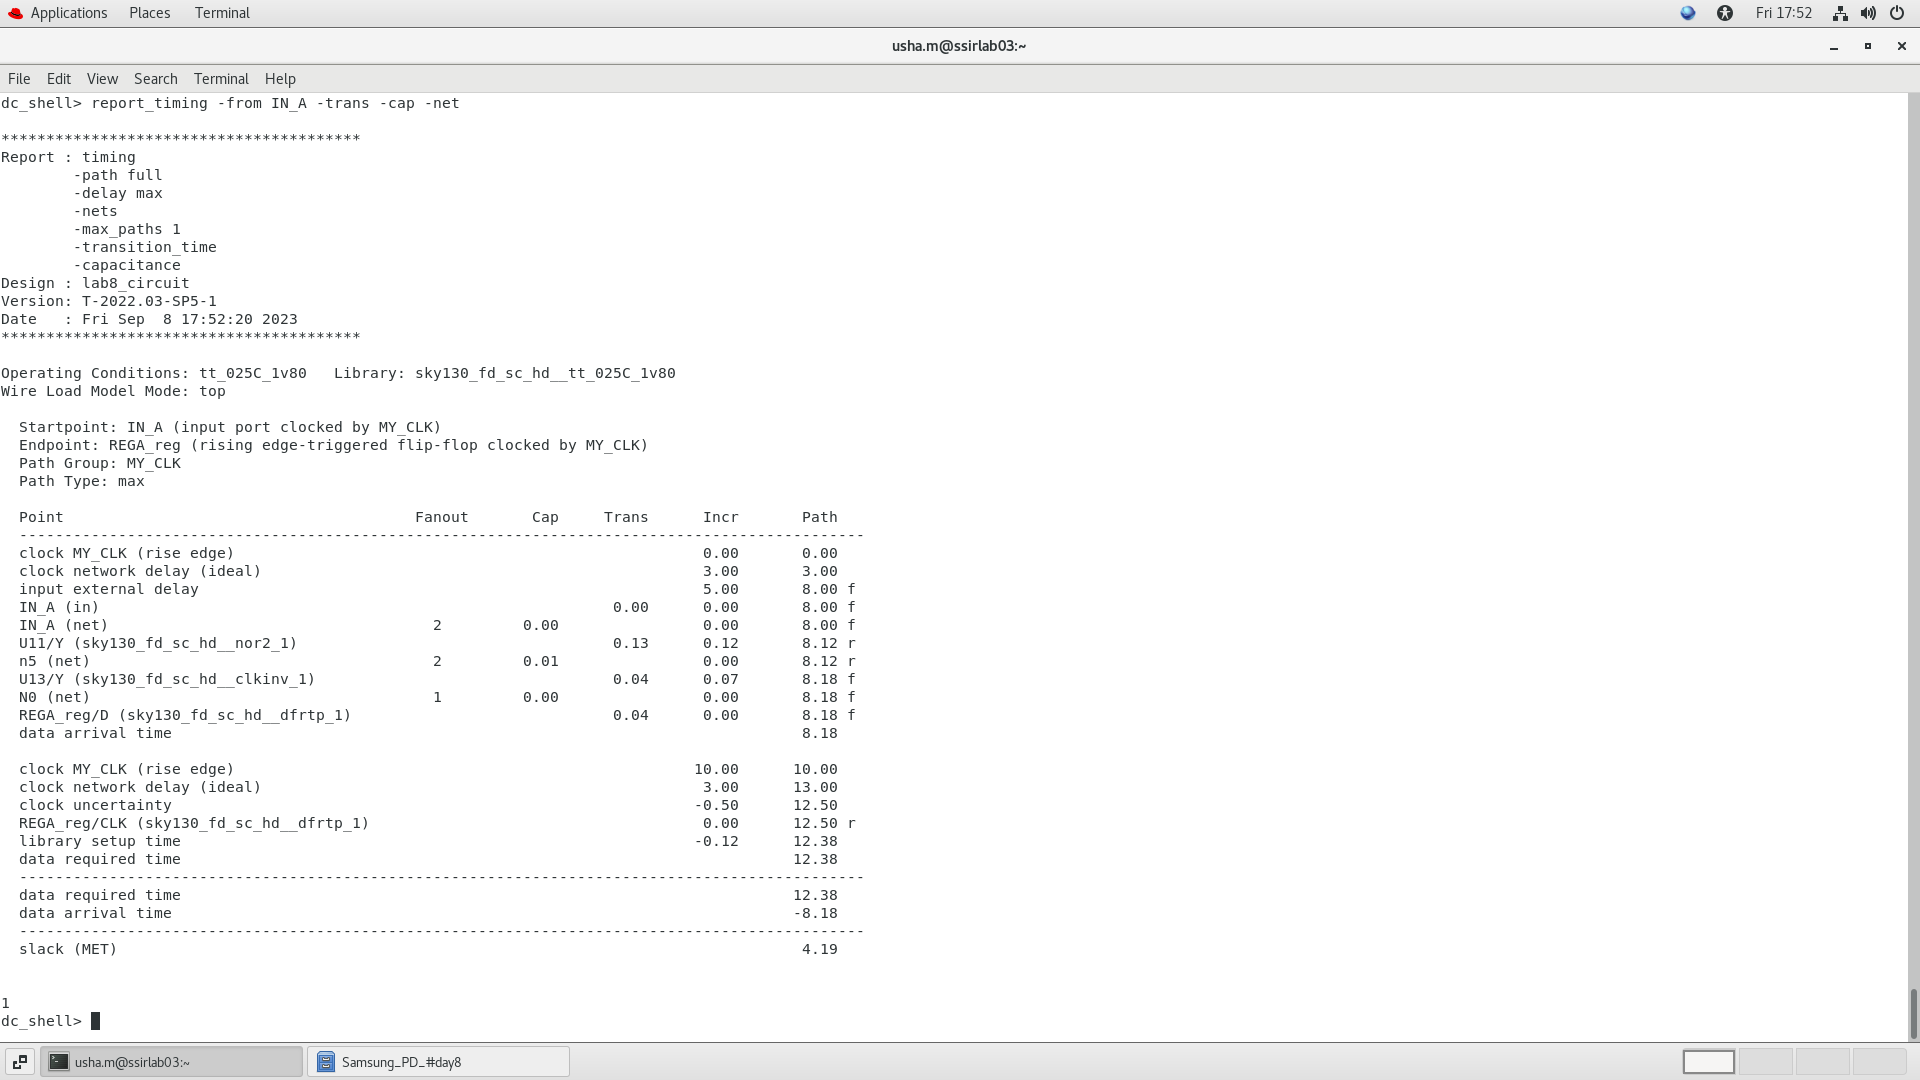 Applications Places Terminal Fri 17:52
usha.m@ssirlab03:~
File Edit View Search Terminal Help
dc_shell> report_timing -from IN_A -trans -cap -net
****************************************
Report : timing
        -path full
        -delay max
        -nets
        -max_paths 1
        -transition_time
        -capacitance
Design : lab8_circuit
Version: T-2022.03-SP5-1
Date   : Fri Sep  8 17:52:20 2023
****************************************
Operating Conditions: tt_025C_1v80   Library: sky130_fd_sc_hd__tt_025C_1v80
Wire Load Model Mode: top
  Startpoint: IN_A (input port clocked by MY_CLK)
  Endpoint: REGA_reg (rising edge-triggered flip-flop clocked by MY_CLK)
  Path Group: MY_CLK
  Path Type: max
  Point                                       Fanout       Cap     Trans      Incr       Path
  ----------------------------------------------------------------------------------------------
  clock MY_CLK (rise edge)                                                    0.00       0.00
  clock network delay (ideal)                                                 3.00       3.00
  input external delay                                                        5.00       8.00 f
  IN_A (in)                                                         0.00      0.00       8.00 f
  IN_A (net)                                    2         0.00                0.00       8.00 f
  U11/Y (sky130_fd_sc_hd__nor2_1)                                   0.13      0.12       8.12 r
  n5 (net)                                      2         0.01                0.00       8.12 r
  U13/Y (sky130_fd_sc_hd__clkinv_1)                                 0.04      0.07       8.18 f
  N0 (net)                                      1         0.00                0.00       8.18 f
  REGA_reg/D (sky130_fd_sc_hd__dfrtp_1)                             0.04      0.00       8.18 f
  data arrival time                                                                      8.18
  clock MY_CLK (rise edge)                                                   10.00      10.00
  clock network delay (ideal)                                                 3.00      13.00
  clock uncertainty                                                          -0.50      12.50
  REGA_reg/CLK (sky130_fd_sc_hd__dfrtp_1)                                     0.00      12.50 r
  library setup time                                                         -0.12      12.38
  data required time                                                                    12.38
  ----------------------------------------------------------------------------------------------
  data required time                                                                    12.38
  data arrival time                                                                     -8.18
  ----------------------------------------------------------------------------------------------
  slack (MET)                                                                            4.19
1
dc_shell>
usha.m@ssirlab03:~ Samsung_PD_#day8